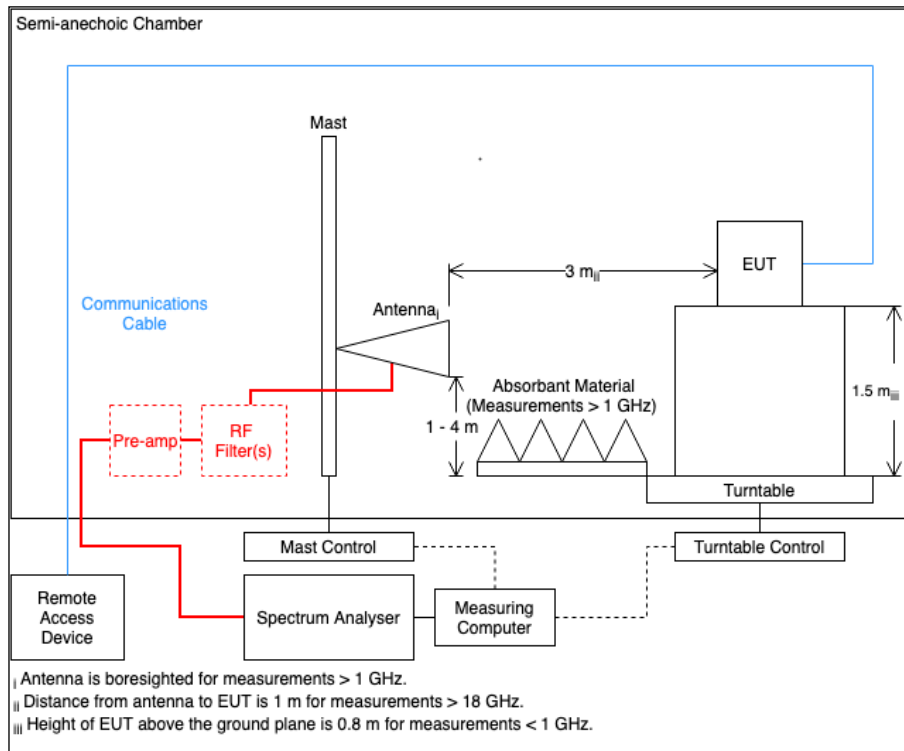 Semi-anechoic Chamber
Mast
EUT
3 m ii
Communications
Cable
Antenna i
Absorbant Material
(Measurements > 1 GHz)
1.5 m iii
1 - 4 m
Pre-amp
RF
Filter(s)
Turntable
Mast Control
Turntable Control
Remote
Access
Device
Spectrum Analyser
Measuring
Computer
i Antenna is boresighted for measurements > 1 GHz.
ii Distance from antenna to EUT is 1 m for measurements > 18 GHz.
iii Height of EUT above the ground plane is 0.8 m for measurements < 1 GHz.